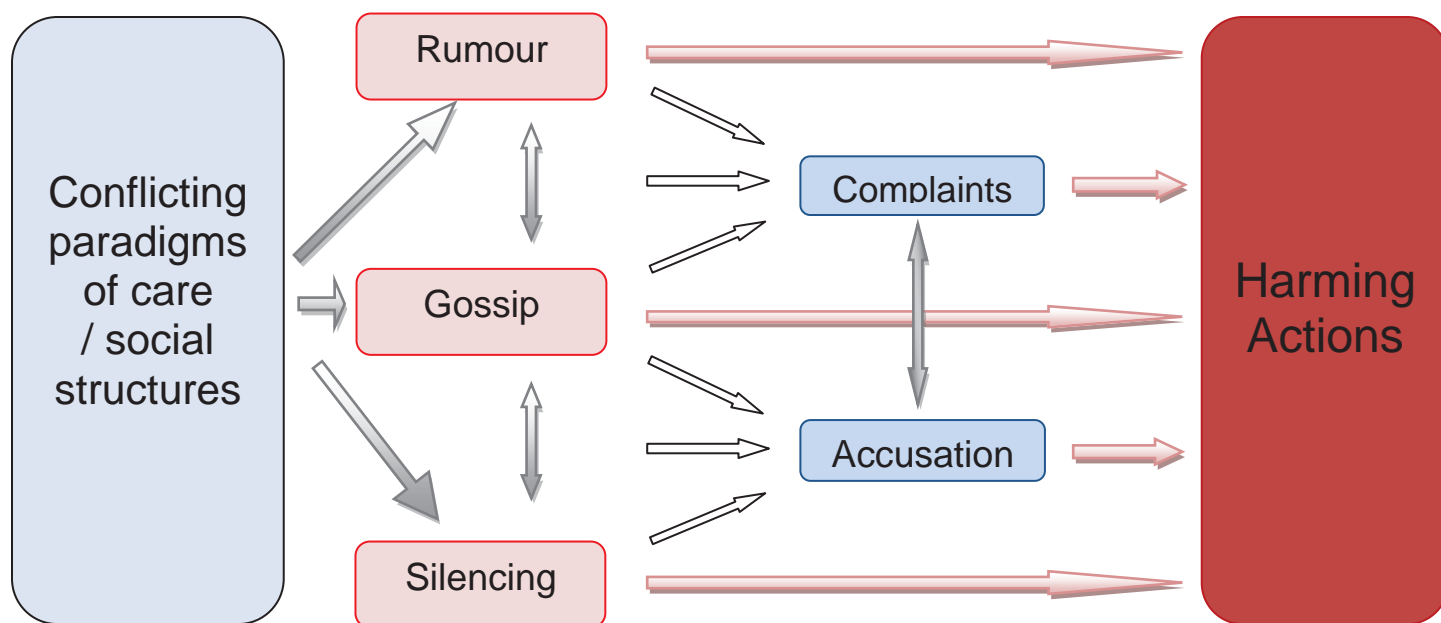 Conflicting
paradigms
of care
/ social
structures
Rumour
Gossip
Silencing
Complaints
Accusation
Harming
Actions